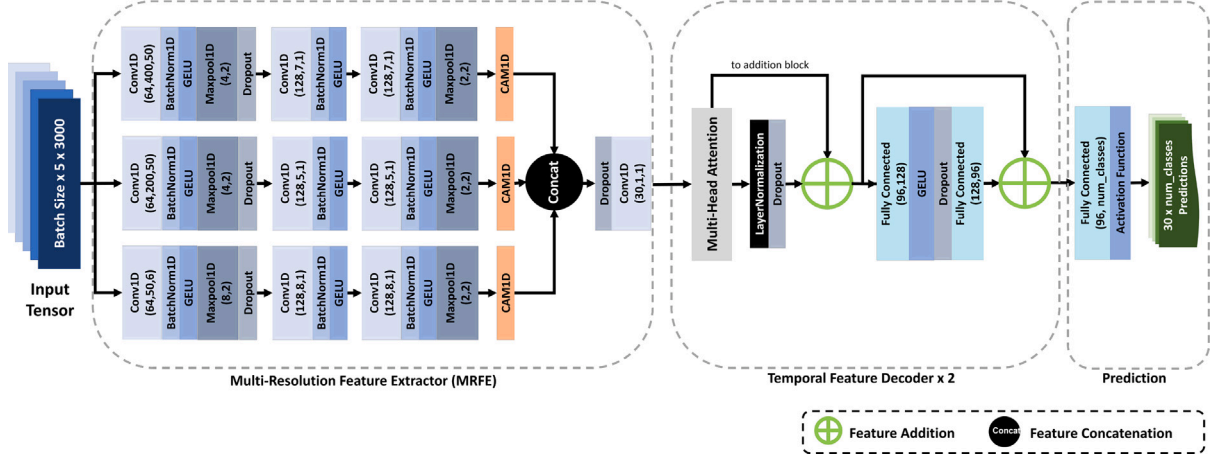 Batch Size x 5 x 3000
Input
Tensor
Conv1D
(64,400,50)
BatchNorm1D
GELU
Maxpool1D
(4,2)
Dropout
Conv1D
(128,7,1)
BatchNorm1D
GELU
Conv1D
(128,7,1)
BatchNorm1D
GELU
Maxpool1D
(2,2)
CAM1D
Conv1D
(64,200,50)
BatchNorm1D
GELU
Maxpool1D
(4,2)
Dropout
Conv1D
(128,5,1)
BatchNorm1D
GELU
Conv1D
(128,5,1)
BatchNorm1D
GELU
Maxpool1D
(2,2)
CAM1D
Conv1D
(64,50,6)
BatchNorm1D
GELU
Maxpool1D
(8,2)
Dropout
Conv1D
(128,8,1)
BatchNorm1D
GELU
Conv1D
(128,8,1)
BatchNorm1D
GELU
Maxpool1D
(2,2)
CAM1D
Concat
Dropout
Conv1D
(30,1,1)
Multi-Resolution Feature Extractor (MRFE)
to addition block
Multi-Head Attention
LayerNormalization
Dropout
Fully Connected
(96,128)
GELU
Dropout
Fully Connected
(128,96)
Temporal Feature Decoder x 2
Fully Connected
(96, num_classes)
Activation Function
30 x num_classes
Predictions
Prediction
Feature Addition
Concat
Feature Concatenation